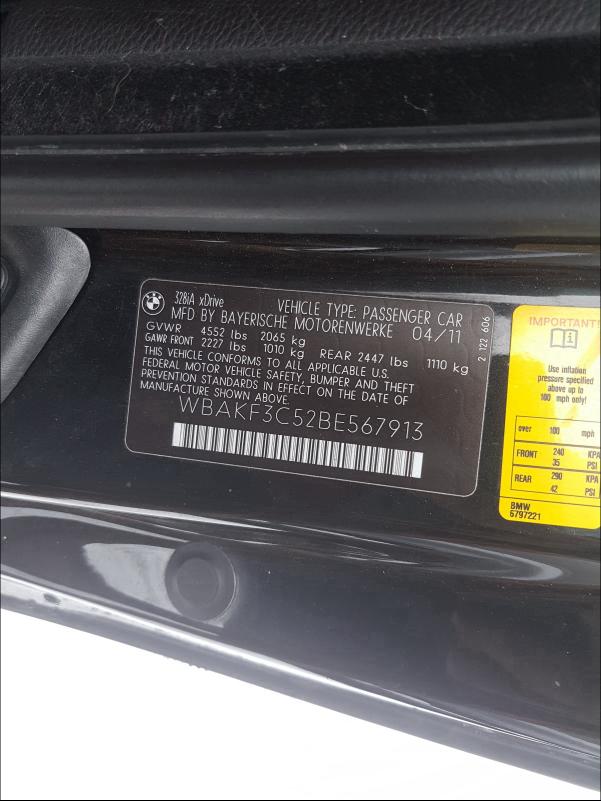 328iA xDrive
VEHICLE TYPE: PASSENGER CAR
MFD BY BAYERISCHE MOTORENWERKE 04/11
GVWR 4552 lbs 2065 kg
GAWR FRONT 2227 lbs 1010 kg REAR 2447 lbs 1110 kg
THIS VEHICLE CONFORMS TO ALL APPLICABLE U.S.
FEDERAL MOTOR VEHICLE SAFETY, BUMPER AND THEFT
PREVENTION STANDARDS IN EFFECT ON THE DATE OF
MANUFACTURE SHOWN ABOVE.
WBAKF3C52BE567913
2 122 606
IMPORTANT!
Use inflation
pressure specified
above up to
100 mph only!
over 100 mph
FRONT 240 KPA
35 PSI
REAR 290 KPA
42 PSI
BMW
6797221